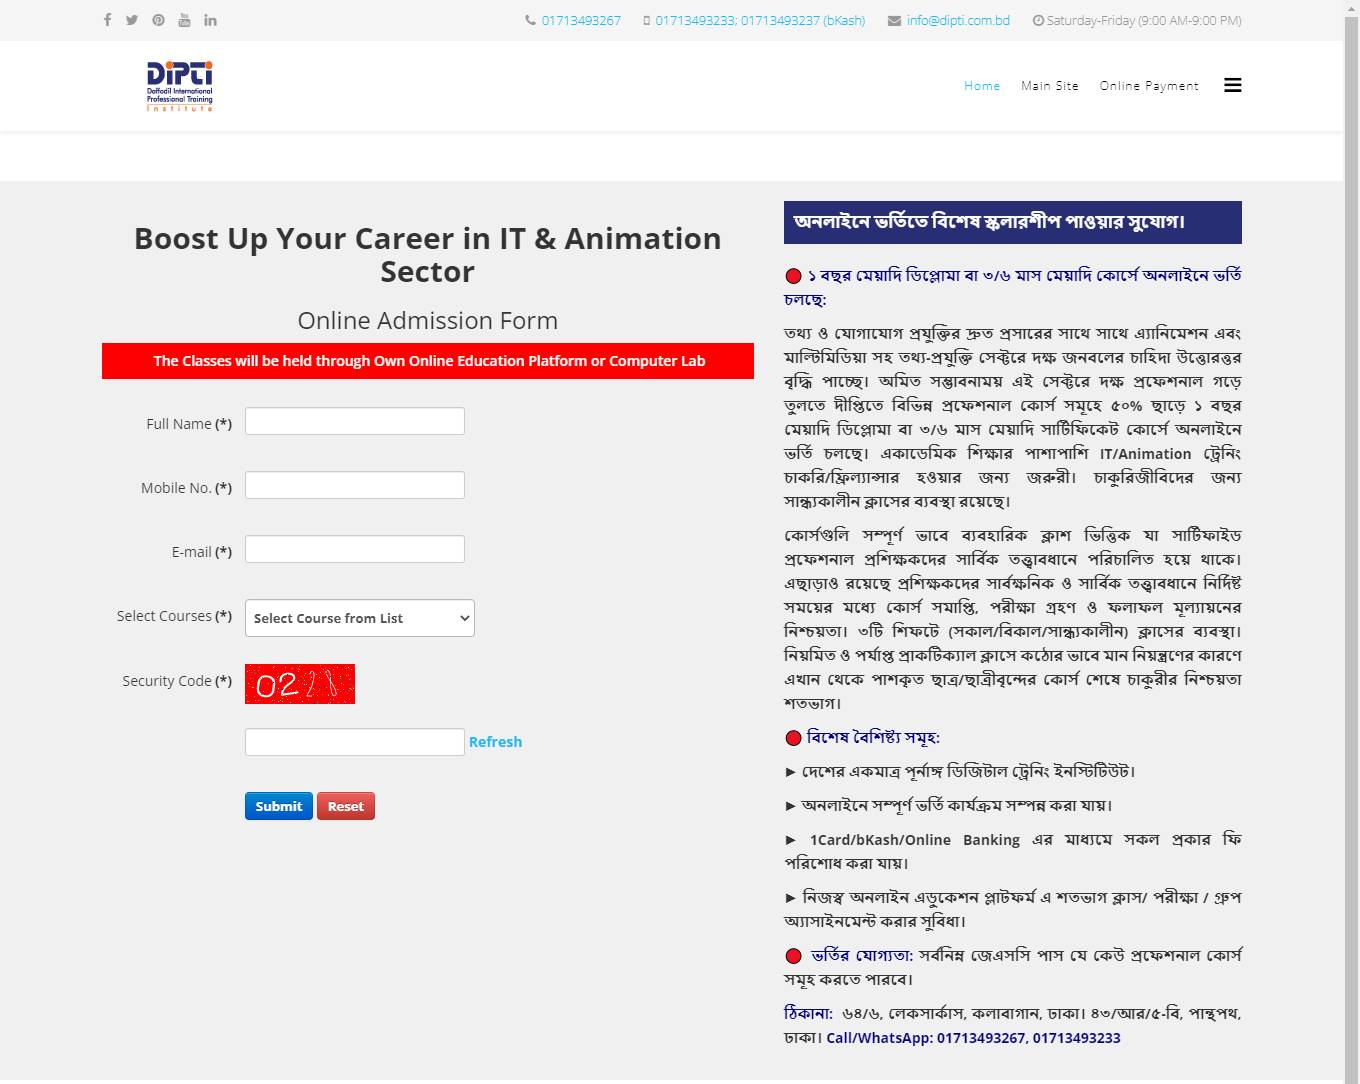 01713493267 01713493233; 01713493237 (bKash) info@dipti.com.bd Saturday-Friday (9:00 AM-9:00 PM)
DiPTi
Daffodil International
Professional Training
Institute
Home Main Site Online Payment
Boost Up Your Career in IT & Animation
Sector
Online Admission Form
The Classes will be held through Own Online Education Platform or Computer Lab
Full Name (*)
Mobile No. (*)
E-mail (*)
Select Courses (*) Select Course from List
Security Code (*)
Refresh
Submit Reset
অনলাইনে ভর্তিতে বিশেষ স্কলারশীপ পাওয়ার সুযোগ।
১ বছর মেয়াদি ডিপ্লোমা বা ৩/৬ মাস মেয়াদি কোর্সে অনলাইনে ভর্তি
চলছে:
তথ্য ও যোগাযোগ প্রযুক্তির দ্রুত প্রসারের সাথে সাথে এ্যানিমেশন এবং
মাল্টিমিডিয়া সহ তথ্য-প্রযুক্তি সেক্টরে দক্ষ জনবলের চাহিদা উত্তোরত্তর
বৃদ্ধি পাচ্ছে। অমিত সম্ভাবনাময় এই সেক্টরে দক্ষ প্রফেশনাল গড়ে
তুলতে দীপ্তিতে বিভিন্ন প্রফেশনাল কোর্স সমূহে ৫০% ছাড়ে ১ বছর
মেয়াদি ডিপ্লোমা বা ৩/৬ মাস মেয়াদি সার্টিফিকেট কোর্সে অনলাইনে
ভর্তি চলছে। একাডেমিক শিক্ষার পাশাপাশি IT/Animation ট্রেনিং
চাকরি/ফ্রিল্যান্সার হওয়ার জন্য জরুরী। চাকুরিজীবিদের জন্য
সান্ধ্যকালীন ক্লাসের ব্যবস্থা রয়েছে।
কোর্সগুলি সম্পূর্ণ ভাবে ব্যবহারিক ক্লাশ ভিত্তিক যা সার্টিফাইড
প্রফেশনাল প্রশিক্ষকদের সার্বিক তত্ত্বাবধানে পরিচালিত হয়ে থাকে।
এছাড়াও রয়েছে প্রশিক্ষকদের সার্বক্ষনিক ও সার্বিক তত্ত্বাবধানে নির্দিষ্ট
সময়ের মধ্যে কোর্স সমাপ্তি, পরীক্ষা গ্রহণ ও ফলাফল মূল্যায়নের
নিশ্চয়তা। ৩টি শিফটে (সকাল/বিকাল/সান্ধ্যকালীন) ক্লাসের ব্যবস্থা।
নিয়মিত ও পর্যাপ্ত প্রাকটিক্যাল ক্লাসে কঠোর ভাবে মান নিয়ন্ত্রণের কারণে
এখান থেকে পাশকৃত ছাত্র/ছাত্রীবৃন্দের কোর্স শেষে চাকুরীর নিশ্চয়তা
শতভাগ।
বিশেষ বৈশিষ্ট্য সমূহ:
► দেশের একমাত্র পূর্নাঙ্গ ডিজিটাল ট্রেনিং ইনস্টিটিউট।
► অনলাইনে সম্পূর্ণ ভর্তি কার্যক্রম সম্পন্ন করা যায়।
► 1Card/bKash/Online Banking এর মাধ্যমে সকল প্রকার ফি
পরিশোধ করা যায়।
► নিজস্ব অনলাইন এডুকেশন প্লাটফর্ম এ শতভাগ ক্লাস/ পরীক্ষা / গ্রুপ
অ্যাসাইনমেন্ট করার সুবিধা।
ভর্তির যোগ্যতা: সর্বনিম্ন জেএসসি পাস যে কেউ প্রফেশনাল কোর্স
সমূহ করতে পারবে।
ঠিকানা: ৬৪/৬, লেকসার্কাস, কলাবাগান, ঢাকা। ৪৩/আর/৫-বি, পান্থপথ,
ঢাকা। Call/WhatsApp: 01713493267, 01713493233